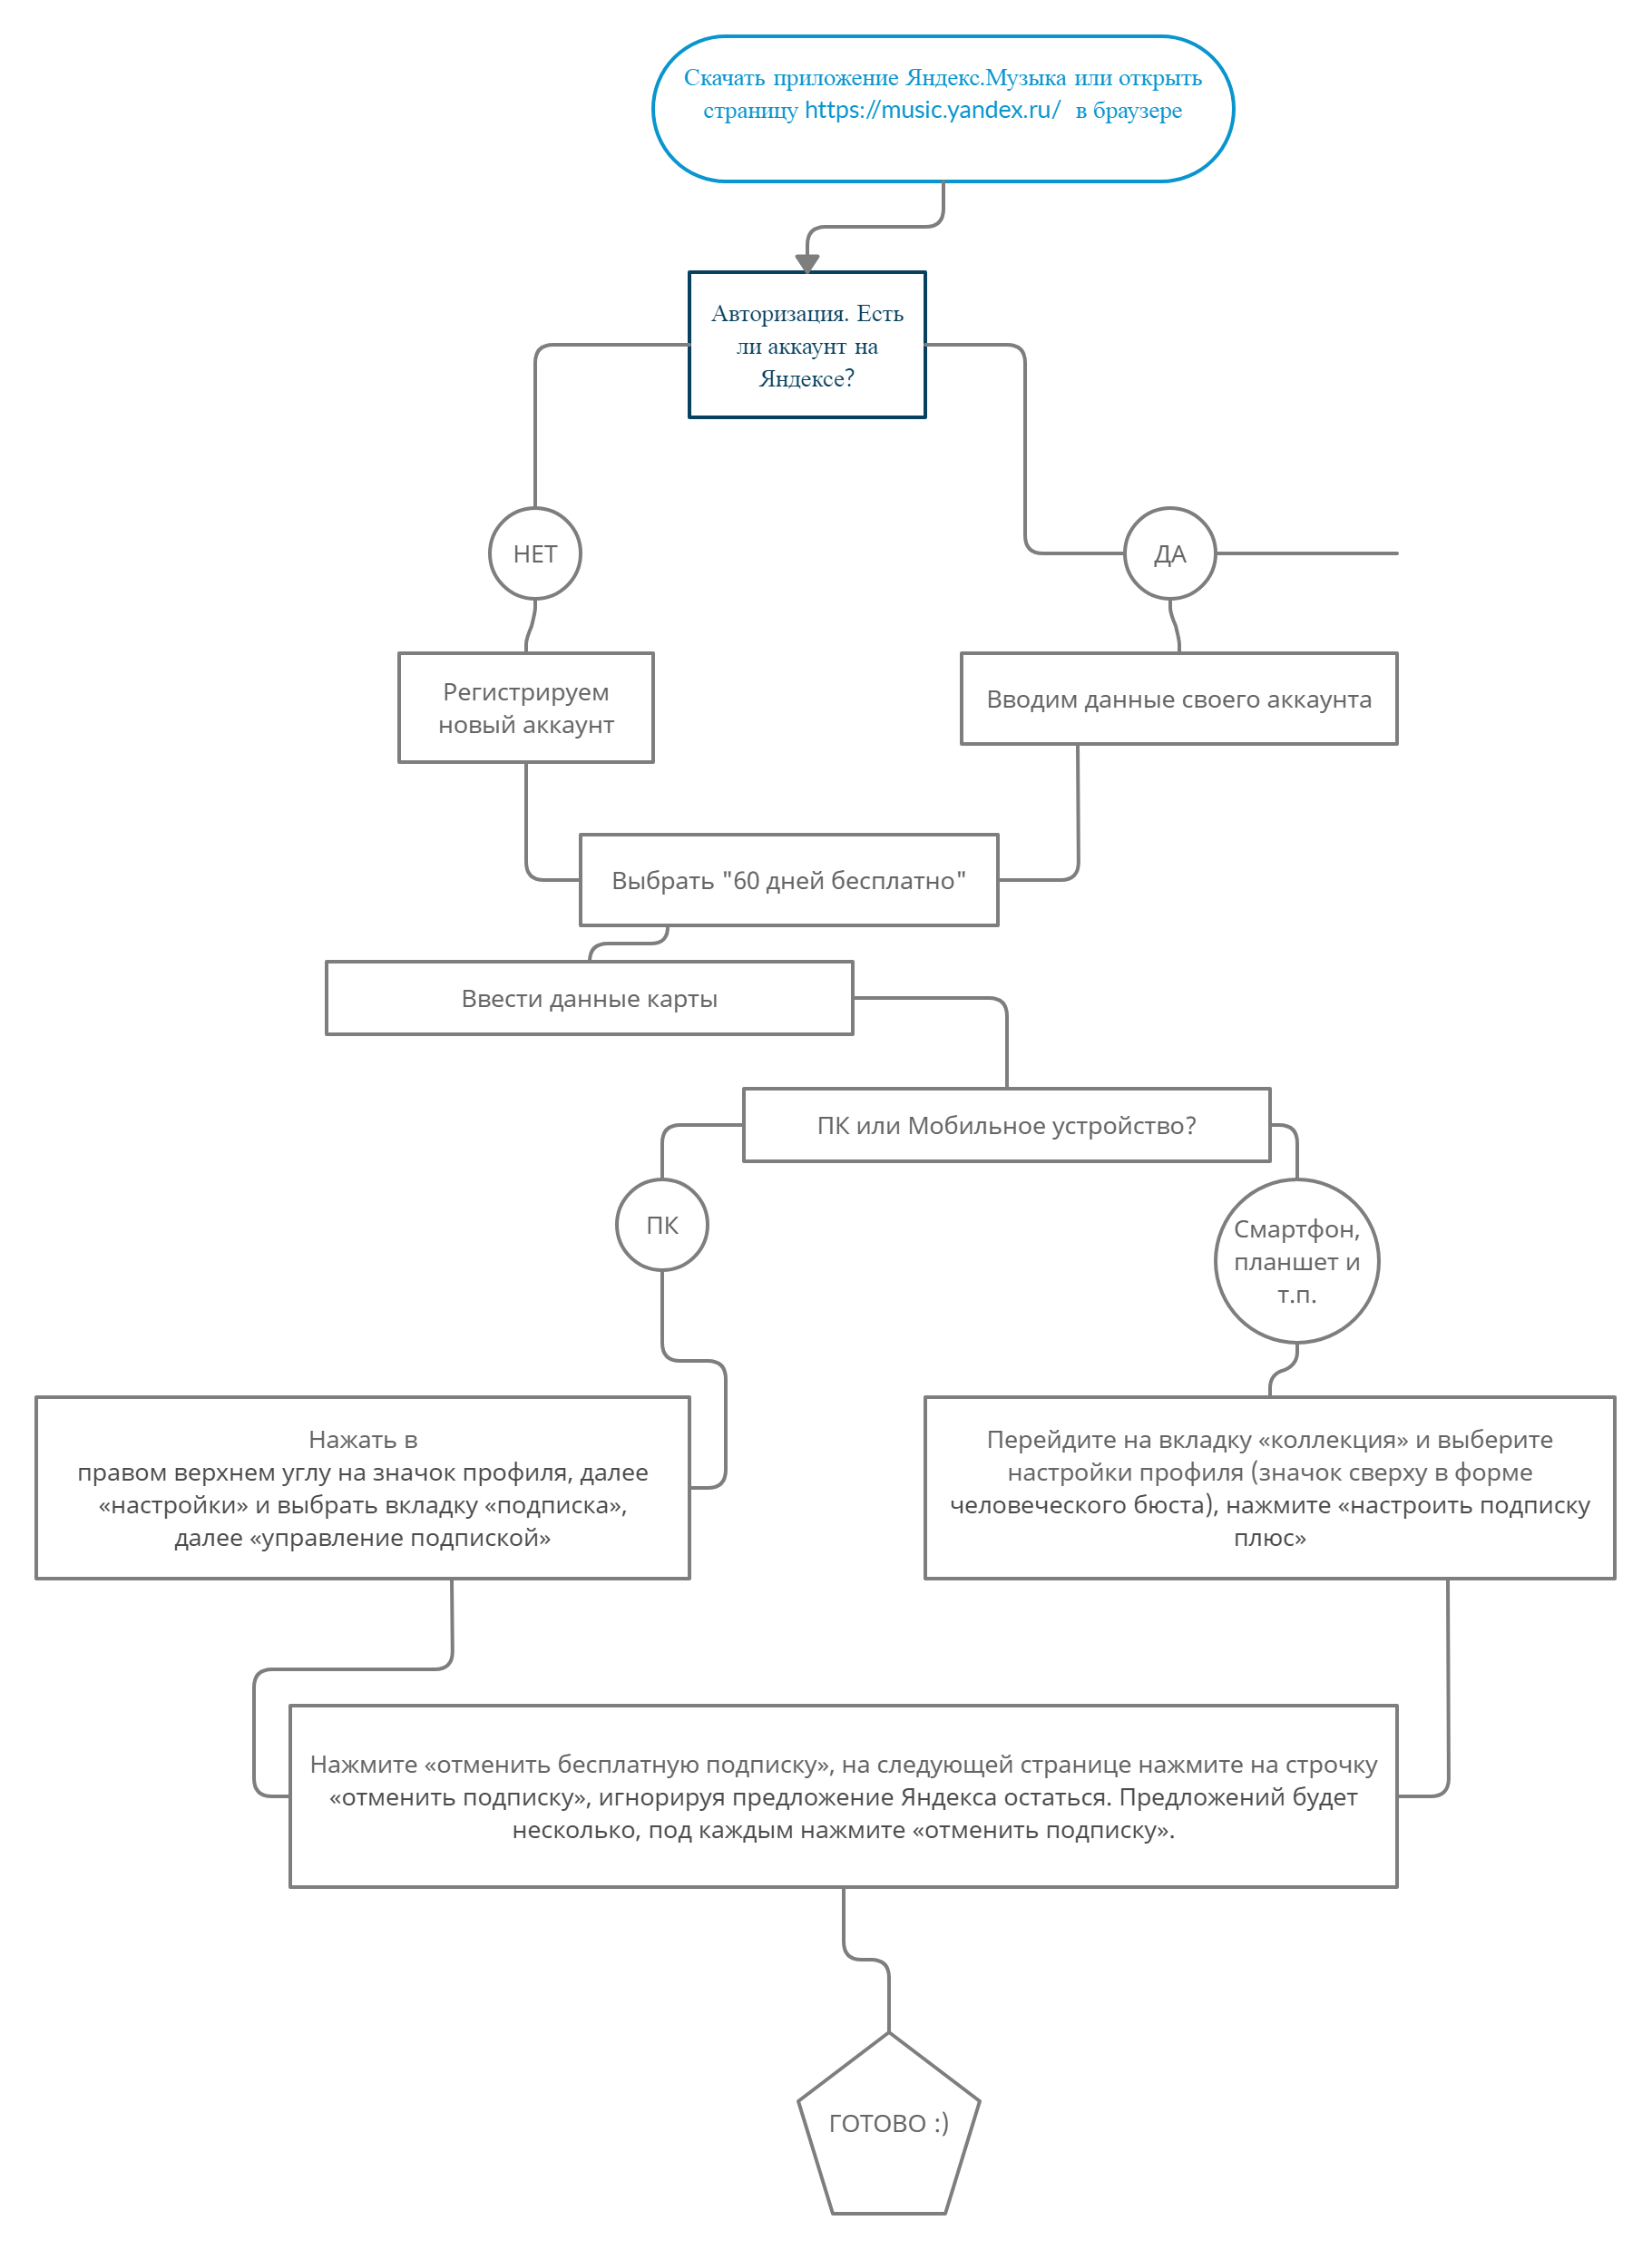 Скачать приложение Яндекс.Музыка или открыть
страницу https://music.yandex.ru/ в браузере
Авторизация. Есть
ли аккаунт на
Яндексе?
НЕТ
ДА
Регистрируем
новый аккаунт
Вводим данные своего аккаунта
Выбрать "60 дней бесплатно"
Ввести данные карты
ПК или Мобильное устройство?
ПК
Смартфон,
планшет и
т.п.
Нажать в
правом верхнем углу на значок профиля, далее
«настройки» и выбрать вкладку «подписка»,
далее «управление подпиской»
Перейдите на вкладку «коллекция» и выберите
настройки профиля (значок сверху в форме
человеческого бюста), нажмите «настроить подписку
плюс»
Нажмите «отменить бесплатную подписку», на следующей странице нажмите на строчку
«отменить подписку», игнорируя предложение Яндекса остаться. Предложений будет
несколько, под каждым нажмите «отменить подписку».
ГОТОВО :)